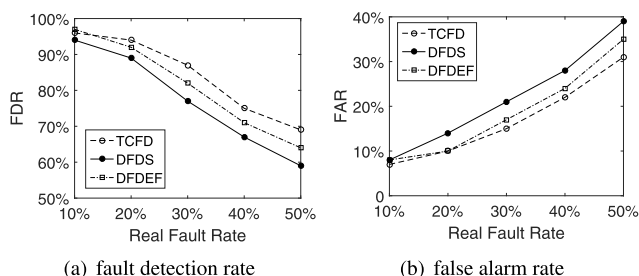 100%
90%
80%
70%
60%
50%
FDR
TCFD
DFDS
DFDEF
10% 20% 30% 40% 50%
Real Fault Rate
(a) fault detection rate
40%
30%
20%
10%
0
FAR
TCFD
DFDS
DFDEF
10% 20% 30% 40% 50%
Real Fault Rate
(b) false alarm rate